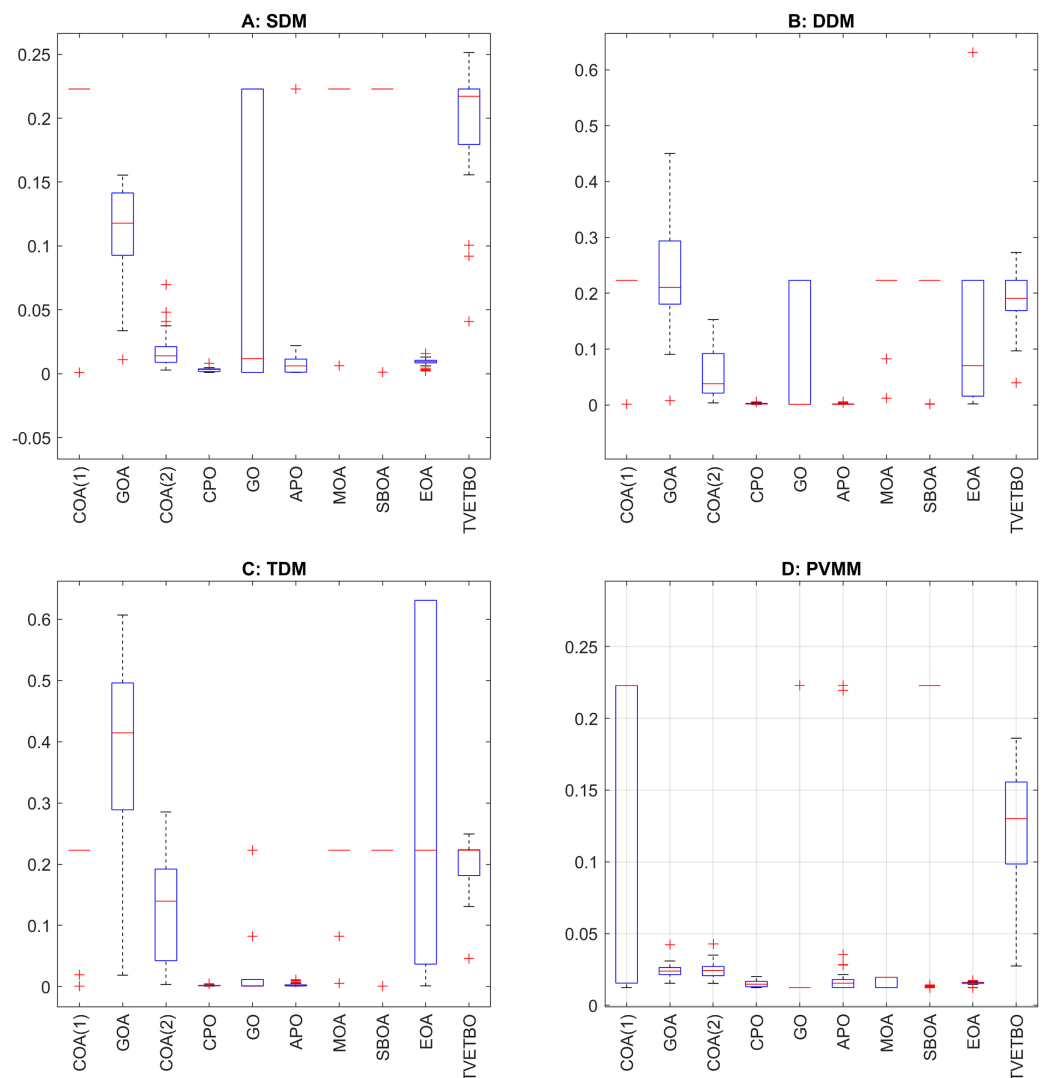 A: SDM
0.25
0.2
0.15
0.1
0.05
0
-0.05
COA(1)
GOA
COA(2)
CPO
GO
APO
MOA
SBOA
EOA
TVETBO
B: DDM
0.6
0.5
0.4
0.3
0.2
0.1
0
COA(1)
GOA
COA(2)
CPO
GO
APO
MOA
SBOA
EOA
TVETBO
C: TDM
0.6
0.5
0.4
0.3
0.2
0.1
0
COA(1)
GOA
COA(2)
CPO
GO
APO
MOA
SBOA
EOA
TVETBO
D: PVMM
0.25
0.2
0.15
0.1
0.05
0
COA(1)
GOA
COA(2)
CPO
GO
APO
MOA
SBOA
EOA
TVETBO